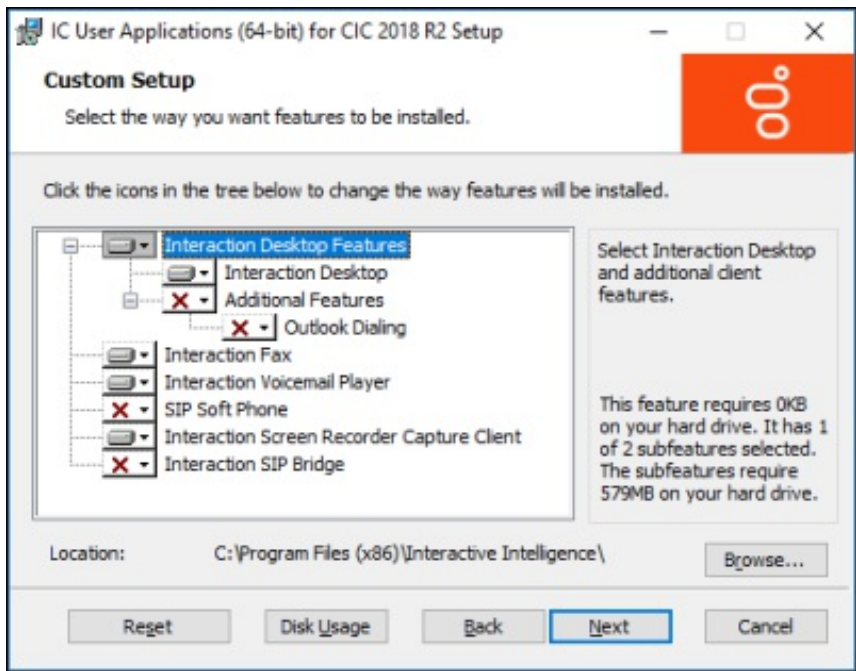 IC User Applications (64-bit) for CIC 2018 R2 Setup
Custom Setup
Select the way you want features to be installed.
Click the icons in the tree below to change the way features will be installed.
Interaction Desktop Features
Interaction Desktop
Additional Features
Outlook Dialing
Interaction Fax
Interaction Voicemail Player
SIP Soft Phone
Interaction Screen Recorder Capture Client
Interaction SIP Bridge
Select Interaction Desktop
and additional client
features.
This feature requires 0KB
on your hard drive. It has 1
of 2 subfeatures selected.
The subfeatures require
579MB on your hard drive.
Location: C:\Program Files (x86)\Interactive Intelligence\
Browse...
Reset Disk Usage Back Next Cancel